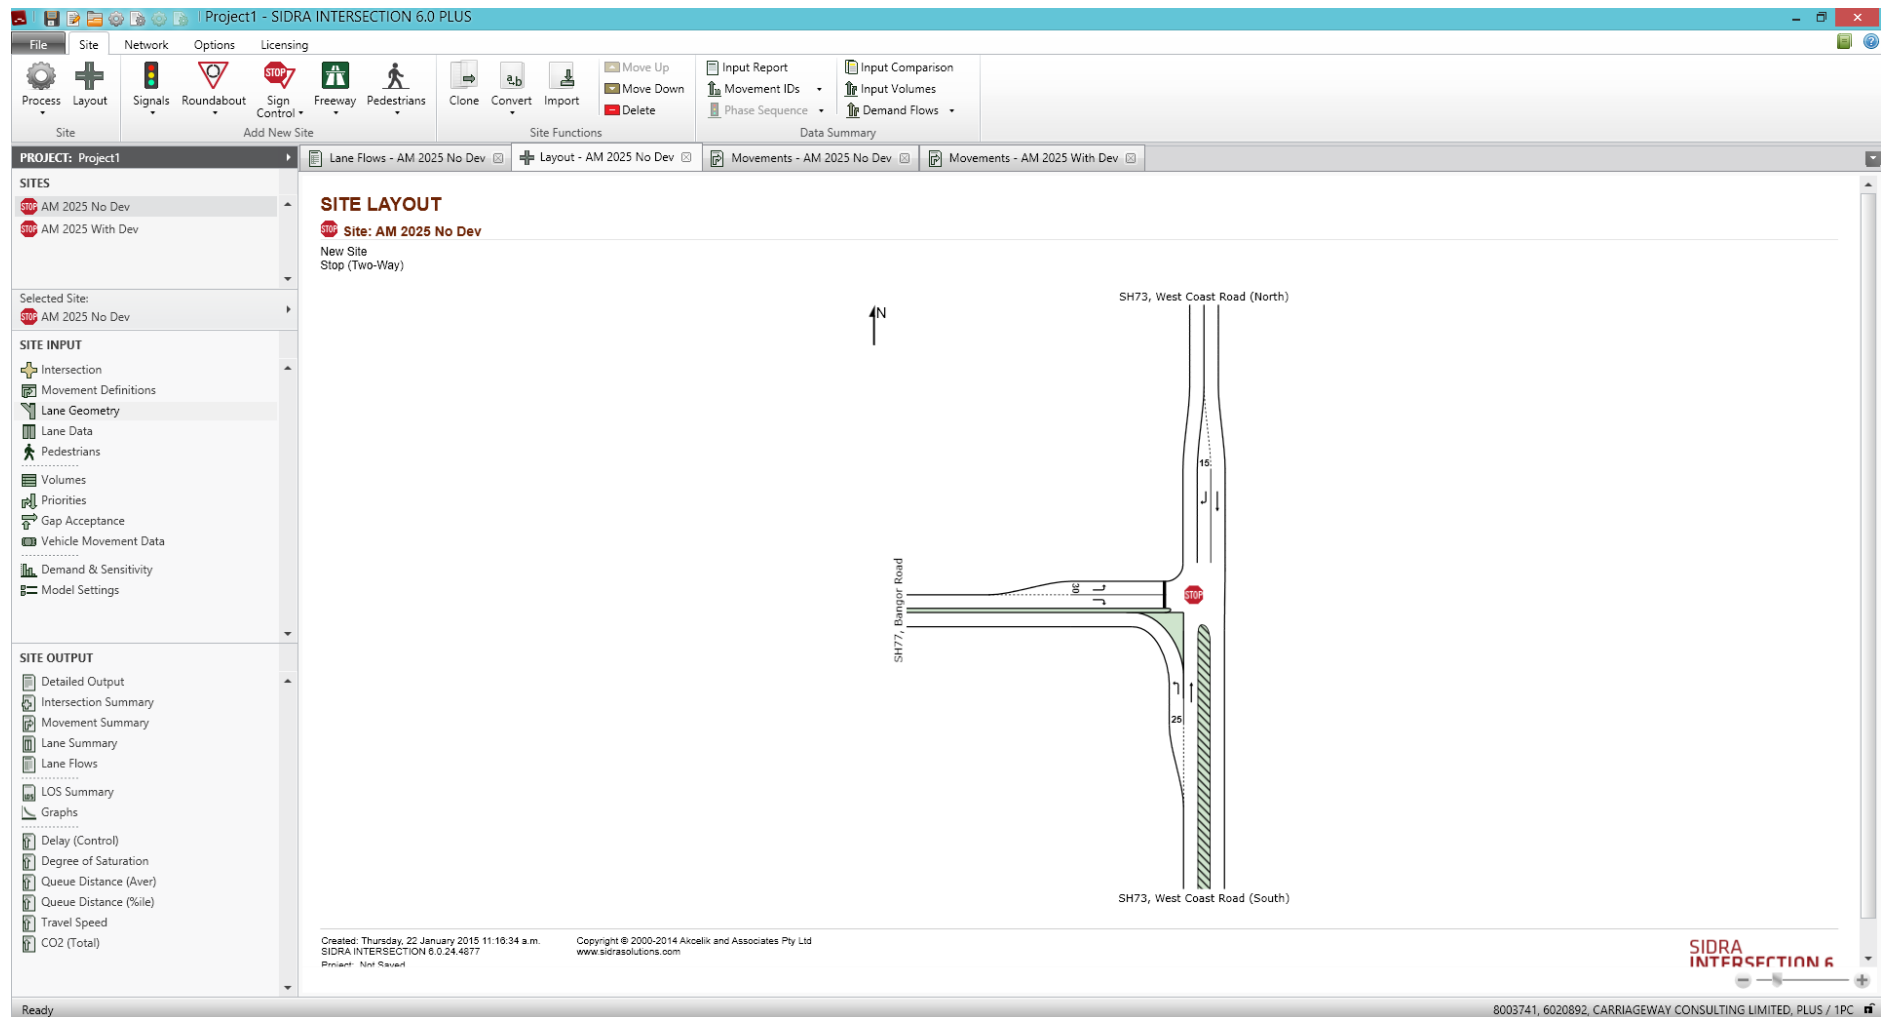 Project1 - SIDRA INTERSECTION 6.0 PLUS
File Site Network Options Licensing
Process Layout Signals Roundabout Sign Control Freeway Pedestrians Clone Convert Import
Move Up
Move Down
Delete
Input Report
Movement IDs
Phase Sequence
Input Comparison
Input Volumes
Demand Flows
Site Add New Site Site Functions Data Summary
PROJECT: Project1
Lane Flows - AM 2025 No Dev Layout - AM 2025 No Dev Movements - AM 2025 No Dev Movements - AM 2025 With Dev
SITES
STOP AM 2025 No Dev
STOP AM 2025 With Dev
Selected Site:
STOP AM 2025 No Dev
SITE INPUT
Intersection
Movement Definitions
Lane Geometry
Lane Data
Pedestrians
Volumes
Priorities
Gap Acceptance
Vehicle Movement Data
Demand & Sensitivity
Model Settings
SITE OUTPUT
Detailed Output
Intersection Summary
Movement Summary
Lane Summary
Lane Flows
LOS Summary
Graphs
Delay (Control)
Degree of Saturation
Queue Distance (Aver)
Queue Distance (%ile)
Travel Speed
CO2 (Total)
SITE LAYOUT
STOP Site: AM 2025 No Dev
New Site
Stop (Two-Way)
N
SH73, West Coast Road (North)
15
SH77, Bangor Road
30
STOP
25
SH73, West Coast Road (South)
Created: Thursday, 22 January 2015 11:16:34 a.m.
SIDRA INTERSECTION 6.0.24.4877
Project: Not Saved
Copyright © 2000-2014 Akcelik and Associates Pty Ltd
www.sidrasolutions.com
SIDRA
INTERSECTION 6
Ready
8003741, 6020892, CARRIAGEWAY CONSULTING LIMITED, PLUS / 1PC